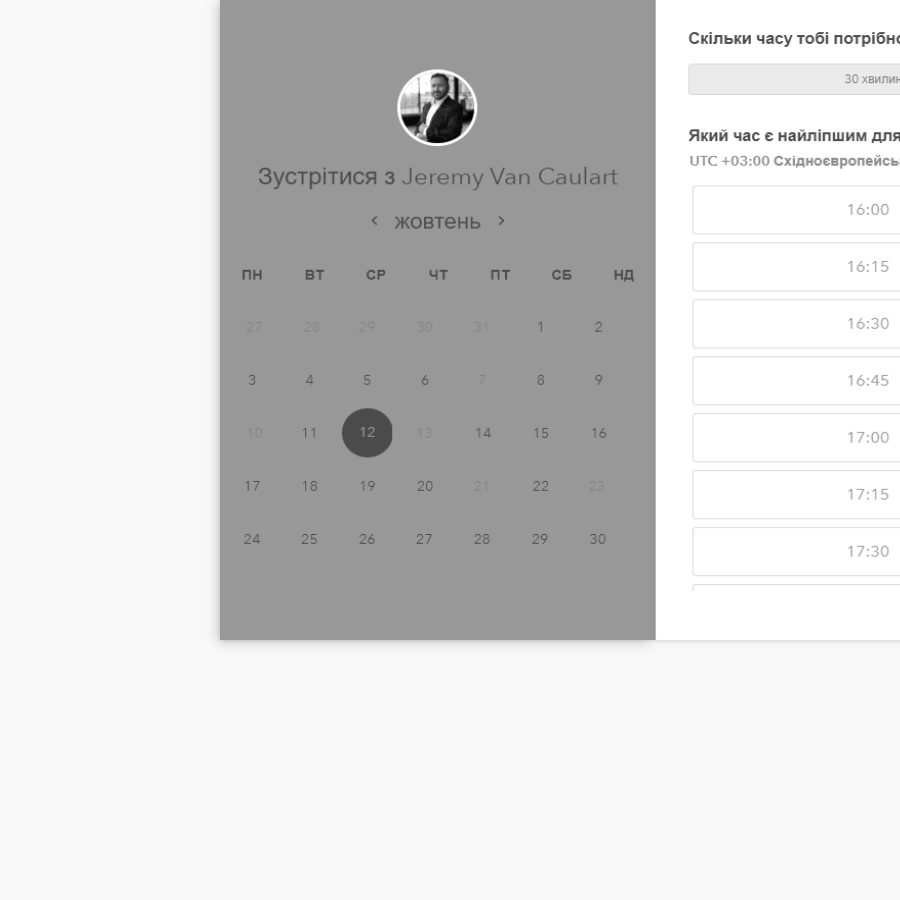 Зустрітися з Jeremy Van Caulart
жовтень
ПН ВТ СР ЧТ ПТ СБ НД
27 28 29 30 31 1 2
3 4 5 6 7 8 9
10 11 12 13 14 15 16
17 18 19 20 21 22 23
24 25 26 27 28 29 30
Скільки часу тобі
30
Який час є найліпшим для
UTC +03:00
16:00
16:15
16:30
16:45
17:00
17:15
17:30